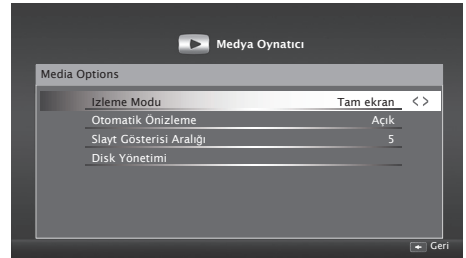 Medya Oynatıcı
Media Options
Izleme Modu Tam ekran < >
Otomatik Önizleme Açık
Slayt Gösterisi Aralığı 5
Disk Yönetimi
Geri